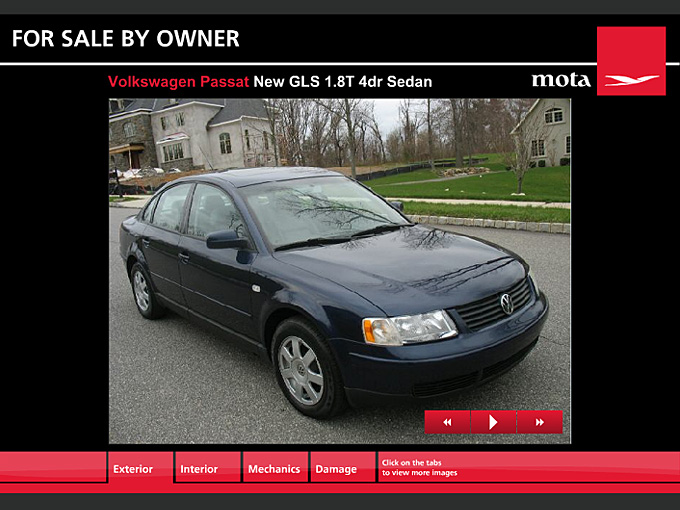 FOR SALE BY OWNER
Volkswagen Passat New GLS 1.8T 4dr Sedan
mota
Exterior
Interior
Mechanics
Damage
Click on the tabs
to view more images